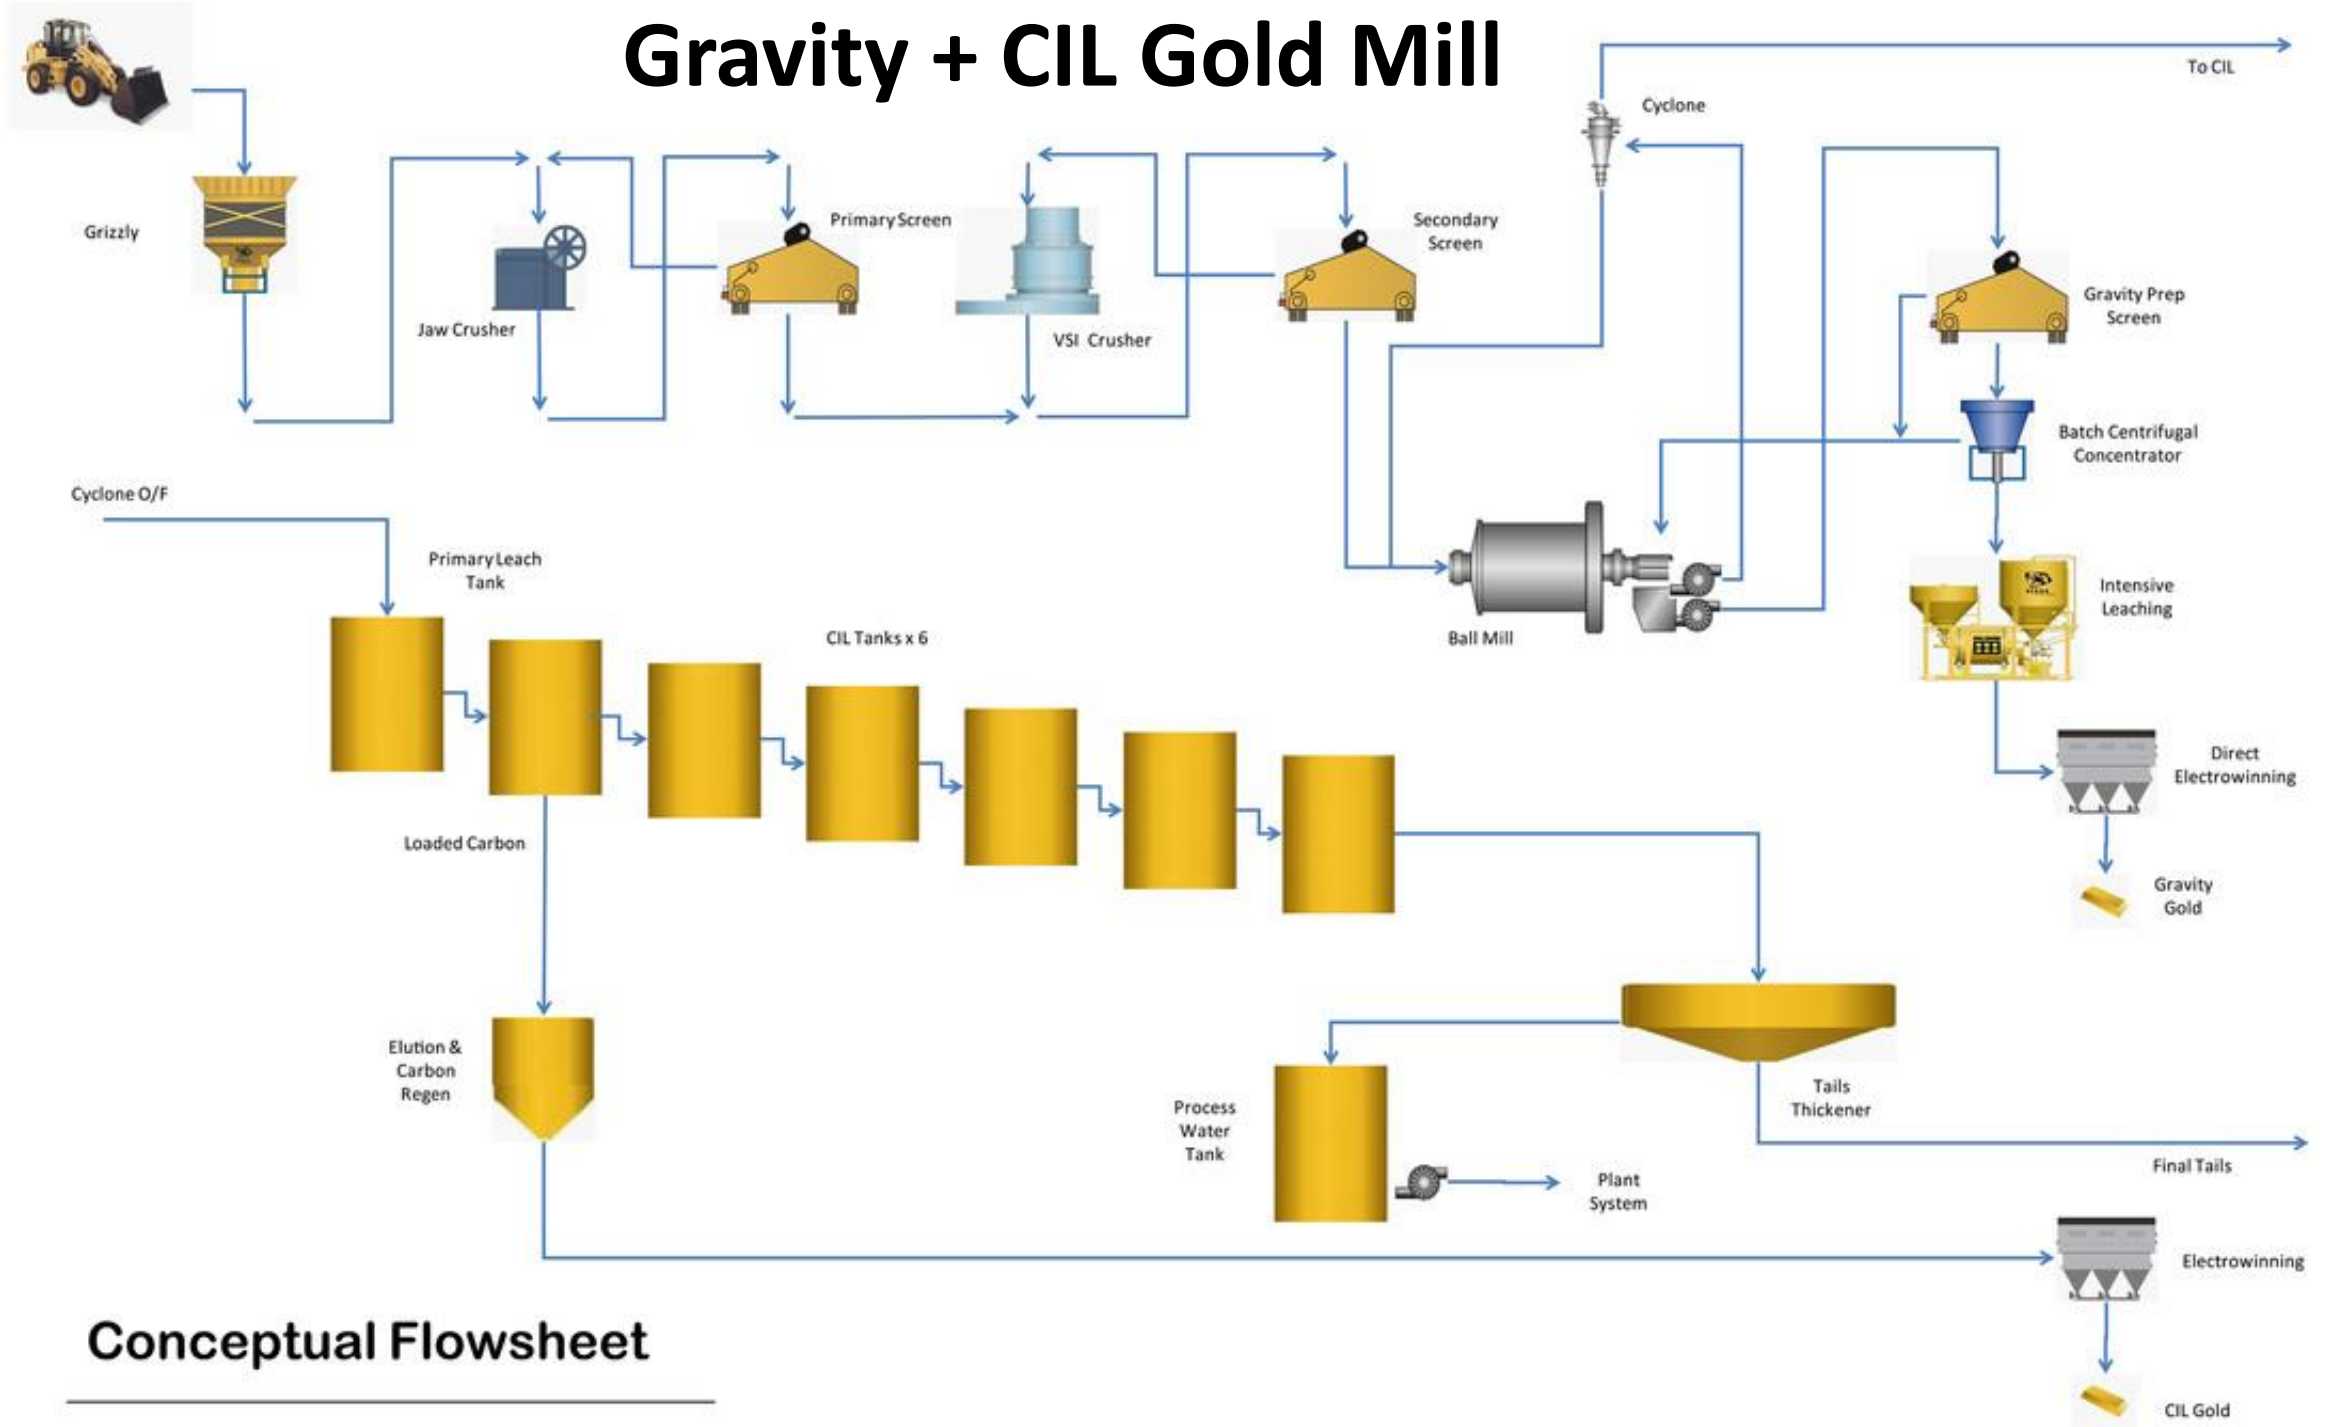 Gravity + CIL Gold Mill
To CIL
Cyclone
Grizzly
Jaw Crusher
Primary Screen
VSI Crusher
Secondary
Screen
Gravity Prep
Screen
Batch Centrifugal
Concentrator
Cyclone O/F
Primary Leach
Tank
CIL Tanks x 6
Ball Mill
Intensive
Leaching
Direct
Electrowinning
Gravity
Gold
Loaded Carbon
Elution &
Carbon
Regen
Process
Water
Tank
Tails
Thickener
Plant
System
Final Tails
Electrowinning
CIL Gold
Conceptual Flowsheet